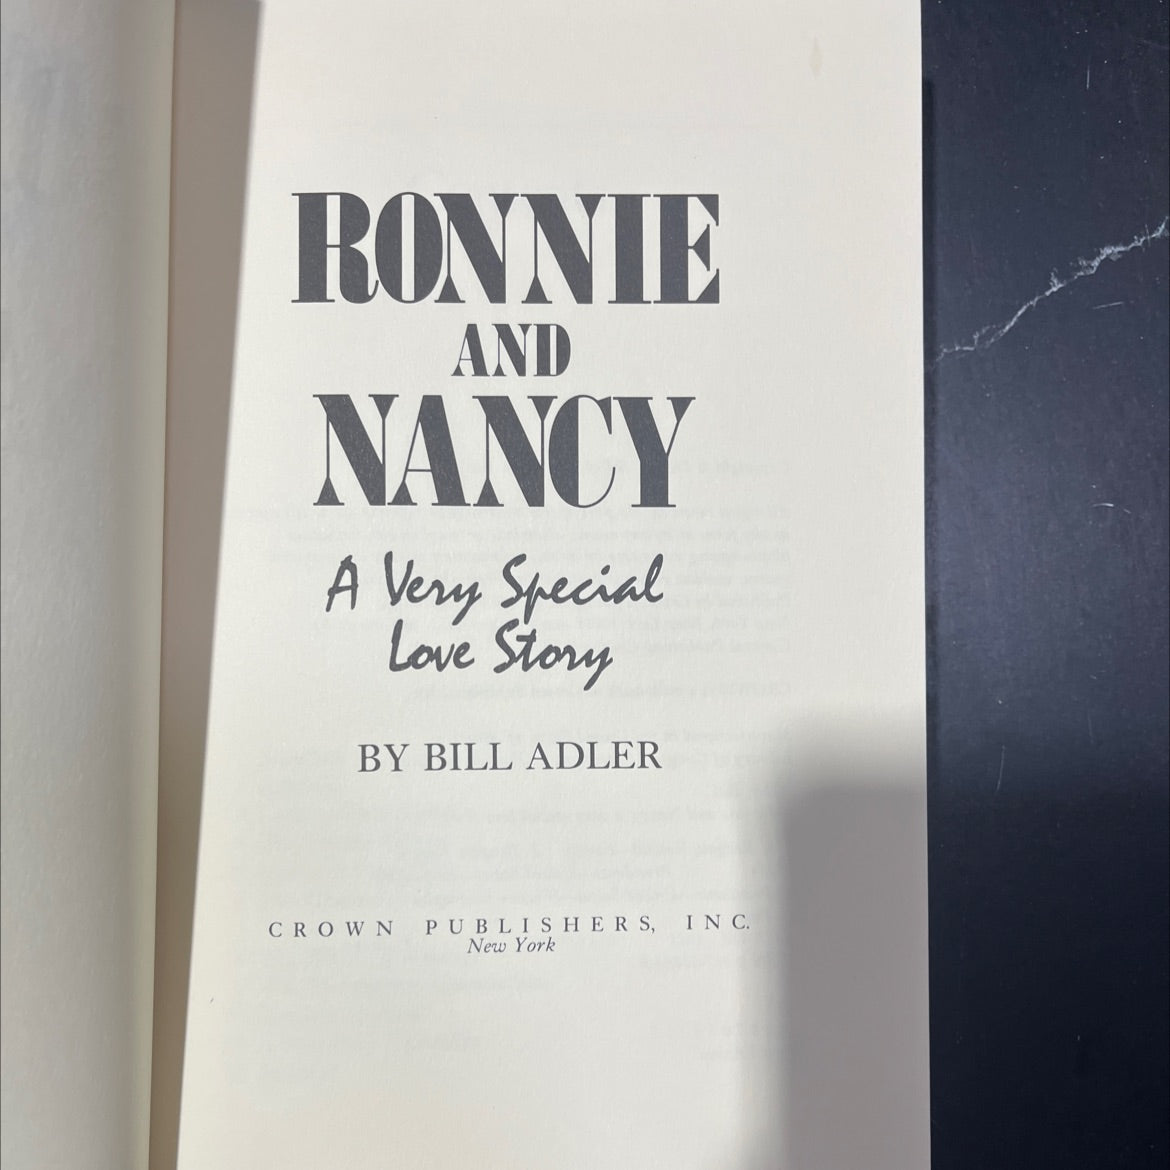 RONNIE
AND
NANCY
A Very Special
Love Story
BY BILL ADLER
CROWN PUBLISHERS, INC.
New York